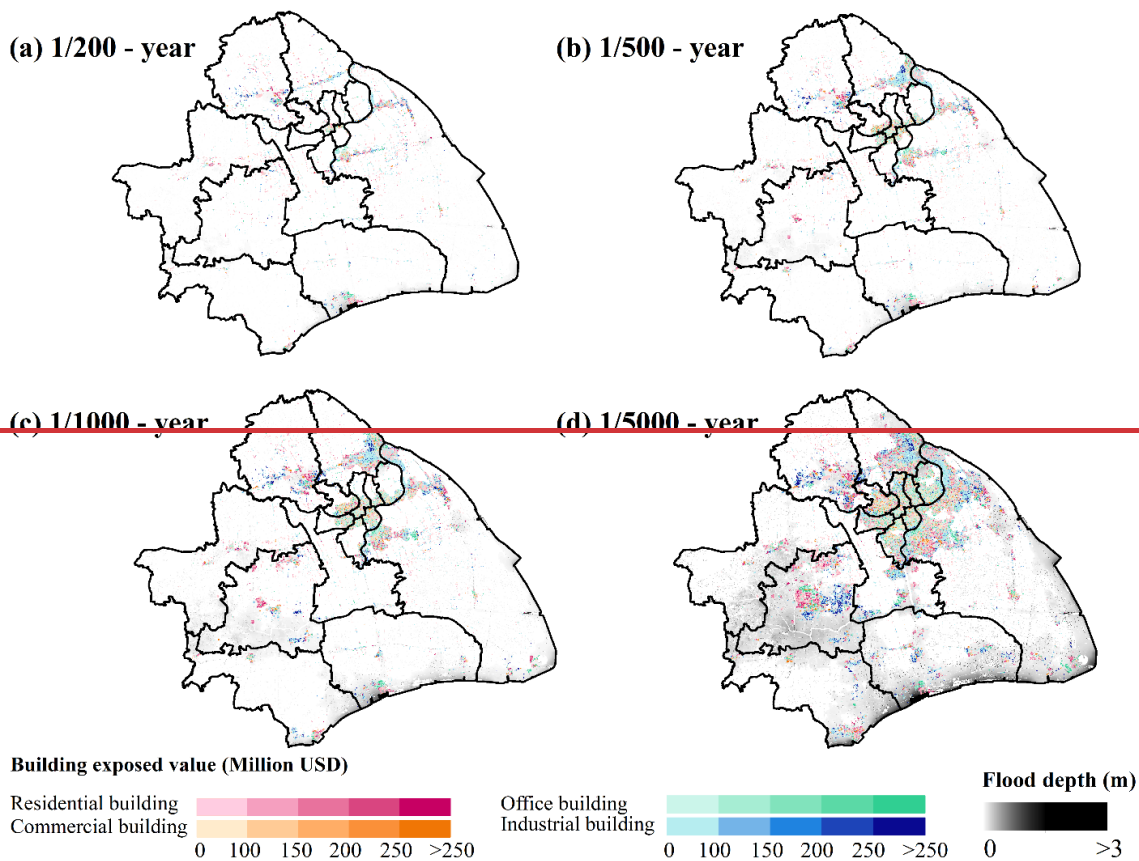 (a) 1/200 - year
(b) 1/500 - year
(c) 1/1000 - year
(d) 1/5000 - year
Building exposed value (Million USD)
Residential building
Commercial building
0 100 150 200 250 >250
Office building
Industrial building
0 100 150 200 250 >250
Flood depth (m)
0 >3